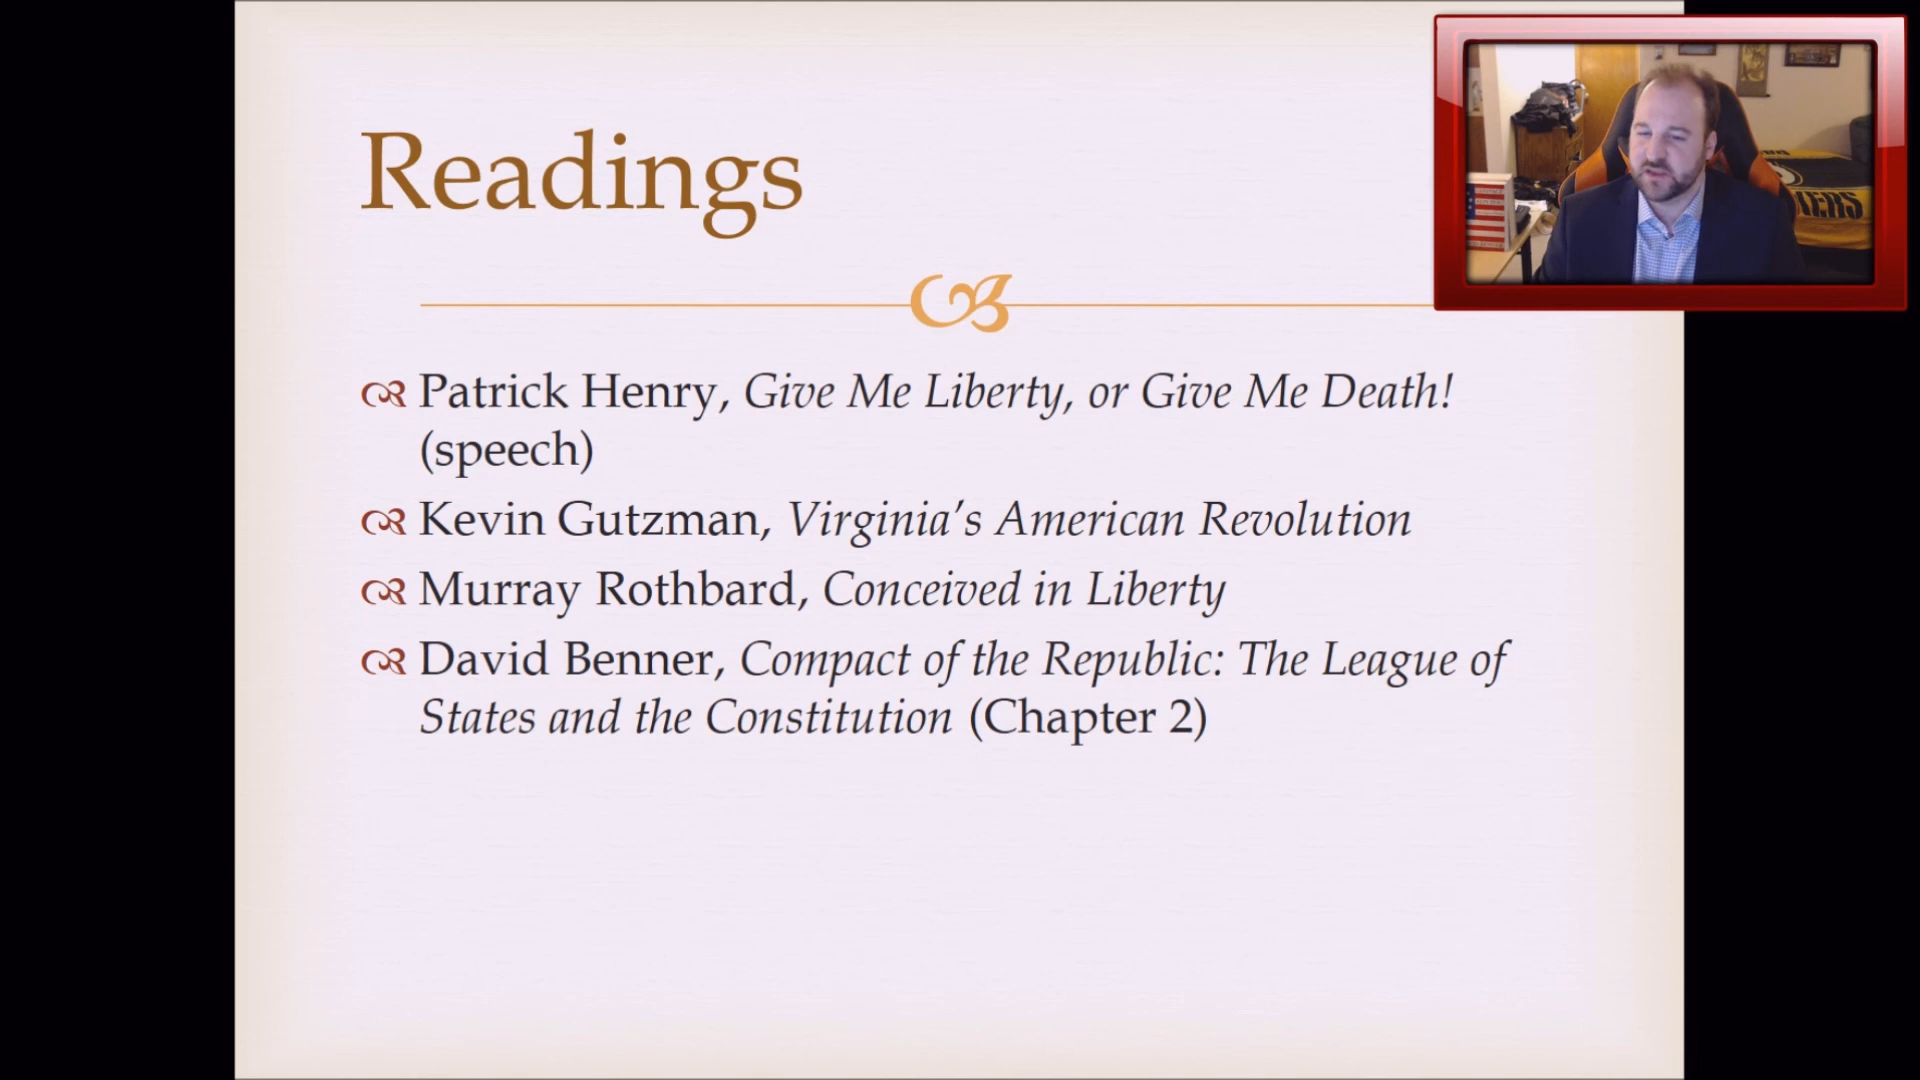 Readings
Patrick Henry, Give Me Liberty, or Give Me Death!
(speech)
Kevin Gutzman, Virginia's American Revolution
Murray Rothbard, Conceived in Liberty
David Benner, Compact of the Republic: The League of
States and the Constitution (Chapter 2)